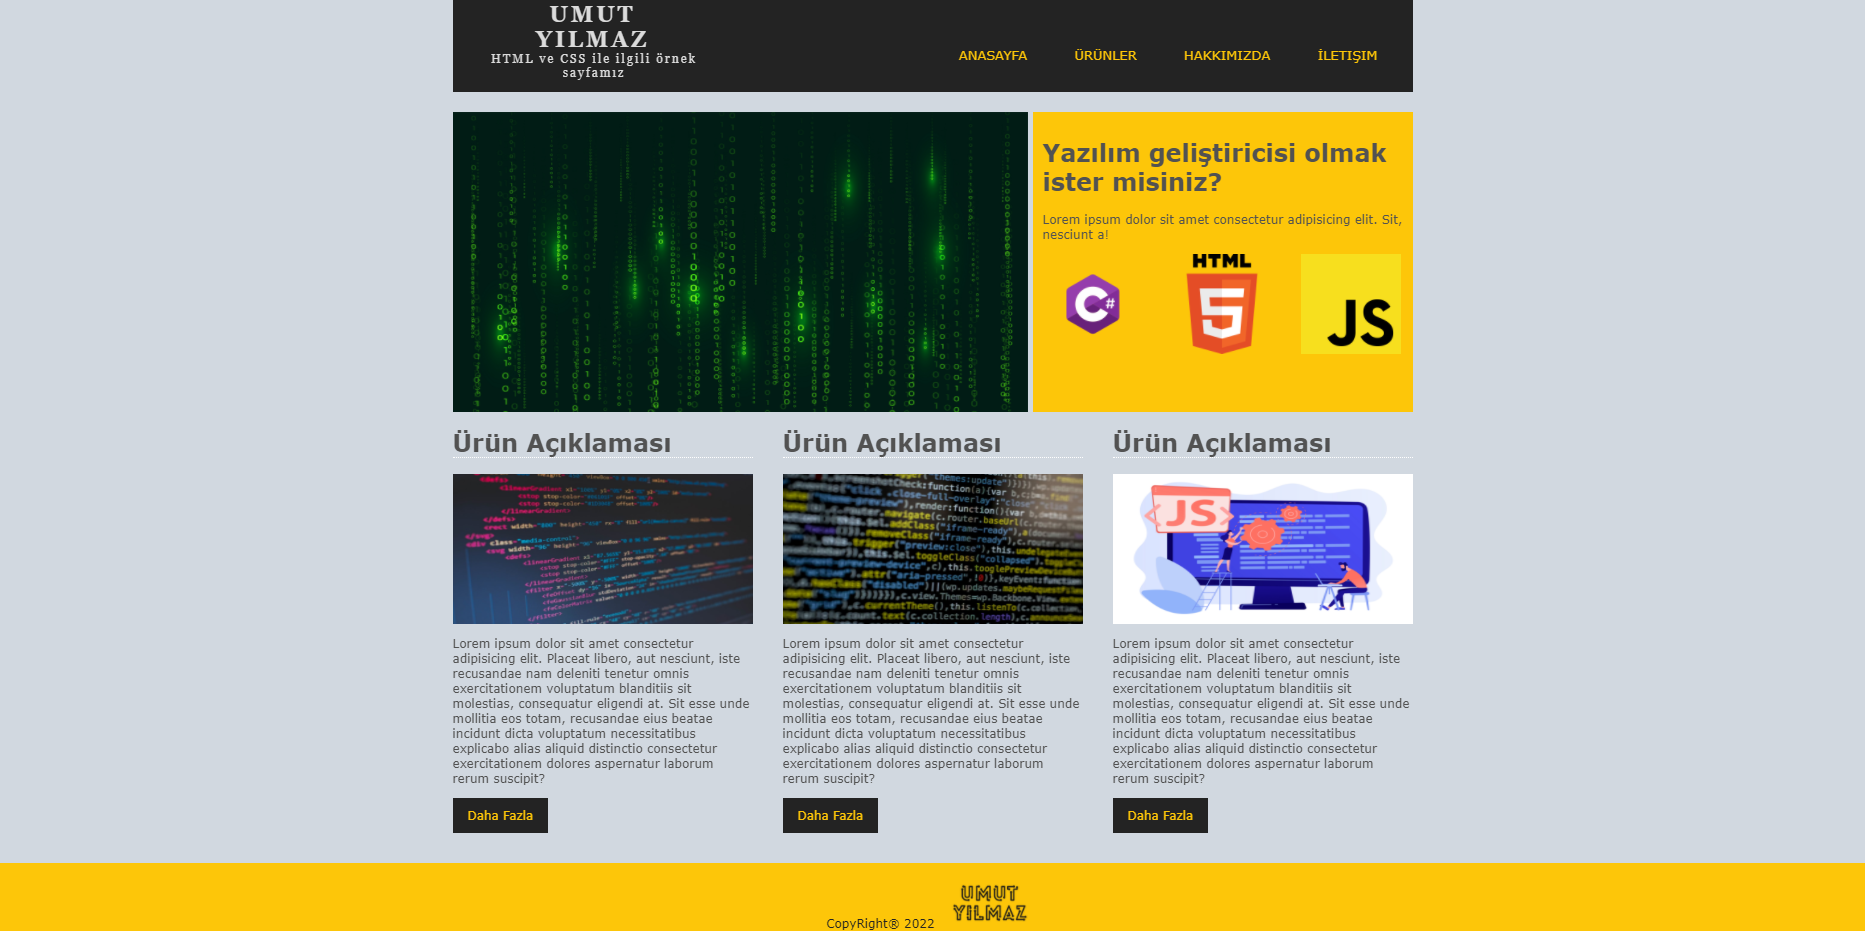 UMUT
YILMAZ
HTML ve CSS ile ilgili örnek
sayfamız
ANASAYFA ÜRÜNLER HAKKIMIZDA İLETIŞIM
Yazılım geliştiricisi olmak
ister misiniz?
Lorem ipsum dolor sit amet consectetur adipisicing elit. Sit,
nesciunt a!
HTML
C# 5 JS
Ürün Açıklaması
JS
Lorem ipsum dolor sit amet consectetur
adipisicing elit. Placeat libero, aut nesciunt, iste
recusandae nam deleniti tenetur omnis
exercitationem voluptatum blanditiis sit
molestias, consequatur eligendi at. Sit esse unde
mollitia eos totam, recusandae eius beatae
incidunt dicta voluptatum necessitatibus
explicabo alias aliquid distinctio consectetur
exercitationem dolores aspernatur laborum
rerum suscipit?
Daha Fazla
Ürün Açıklaması
Lorem ipsum dolor sit amet consectetur
adipisicing elit. Placeat libero, aut nesciunt, iste
recusandae nam deleniti tenetur omnis
exercitationem voluptatum blanditiis sit
molestias, consequatur eligendi at. Sit esse unde
mollitia eos totam, recusandae eius beatae
incidunt dicta voluptatum necessitatibus
explicabo alias aliquid distinctio consectetur
exercitationem dolores aspernatur laborum
rerum suscipit?
Daha Fazla
Ürün Açıklaması
Lorem ipsum dolor sit amet consectetur
adipisicing elit. Placeat libero, aut nesciunt, iste
recusandae nam deleniti tenetur omnis
exercitationem voluptatum blanditiis sit
molestias, consequatur eligendi at. Sit esse unde
mollitia eos totam, recusandae eius beatae
incidunt dicta voluptatum necessitatibus
explicabo alias aliquid distinctio consectetur
exercitationem dolores aspernatur laborum
rerum suscipit?
Daha Fazla
CopyRight® 2022
UMUT
YILMAZ